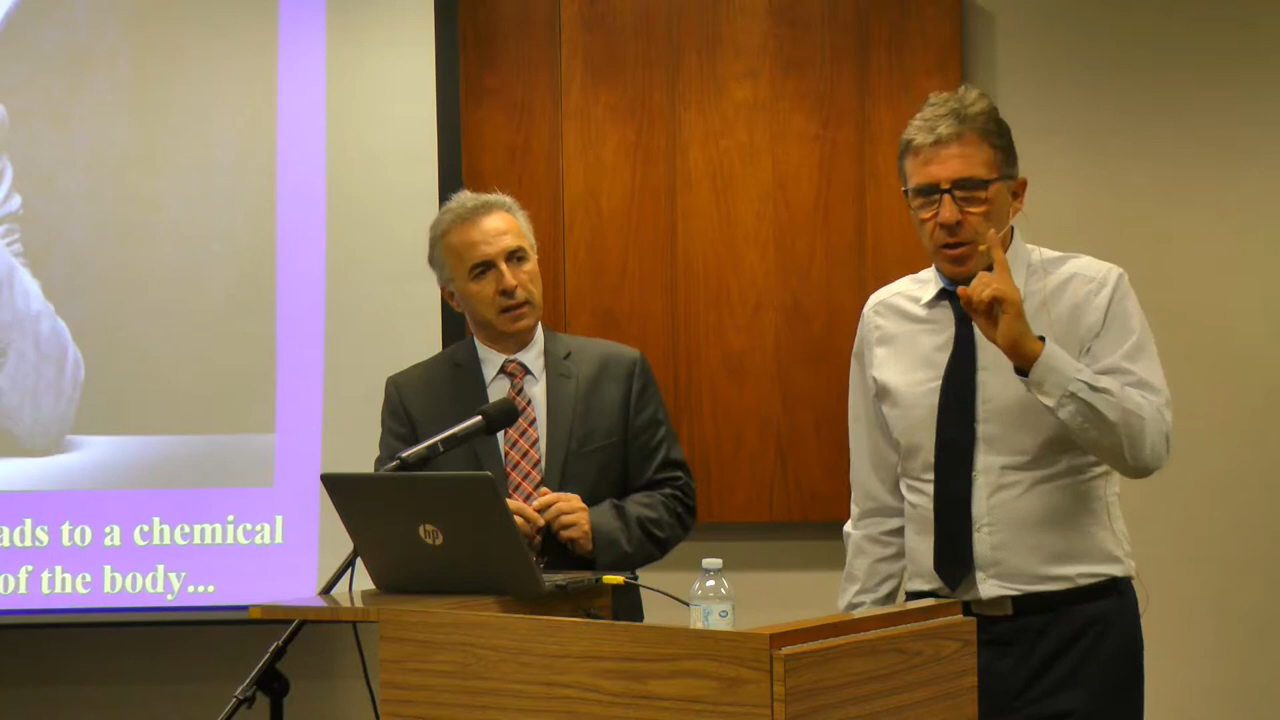 ads to a chemical
of the body...
hp